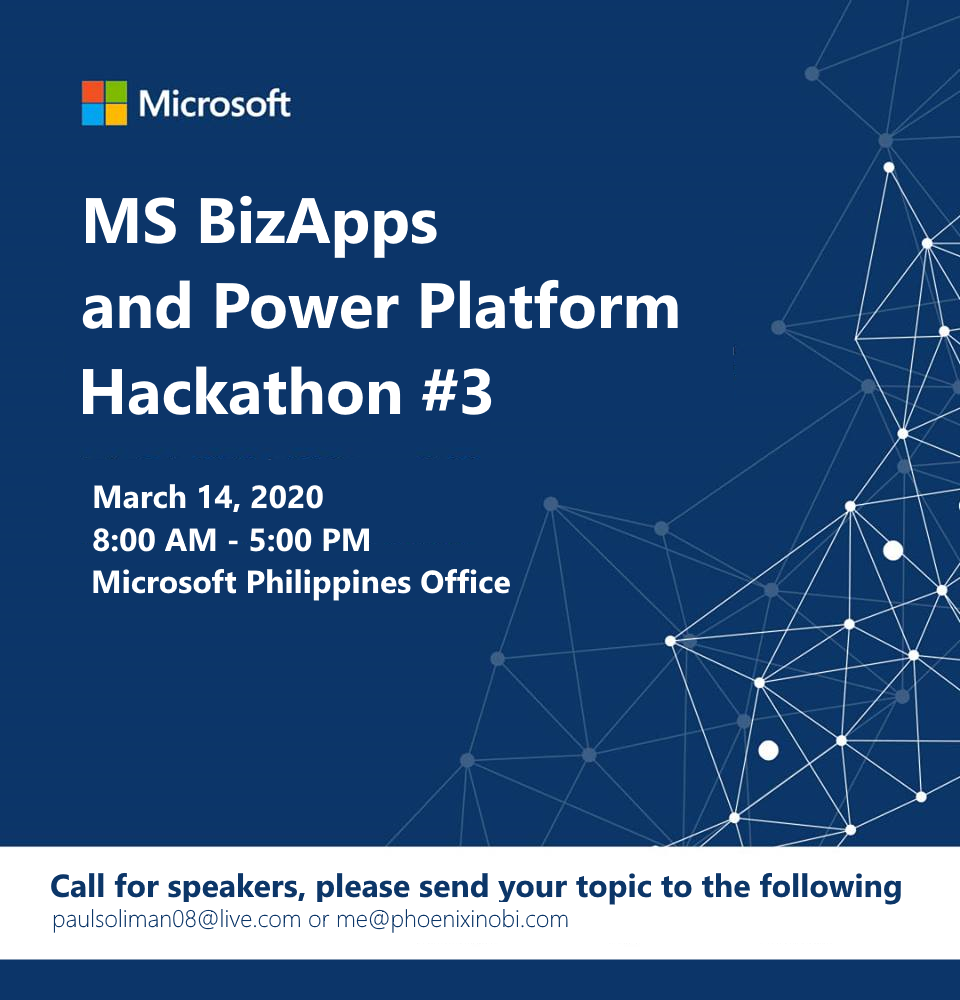 Microsoft
MS BizApps
and Power Platform
Hackathon #3
March 14, 2020
8:00 AM - 5:00 PM
Microsoft Philippines Office
Call for speakers, please send your topic to the following
paulsoliman08@live.com or me@phoenixinobi.com